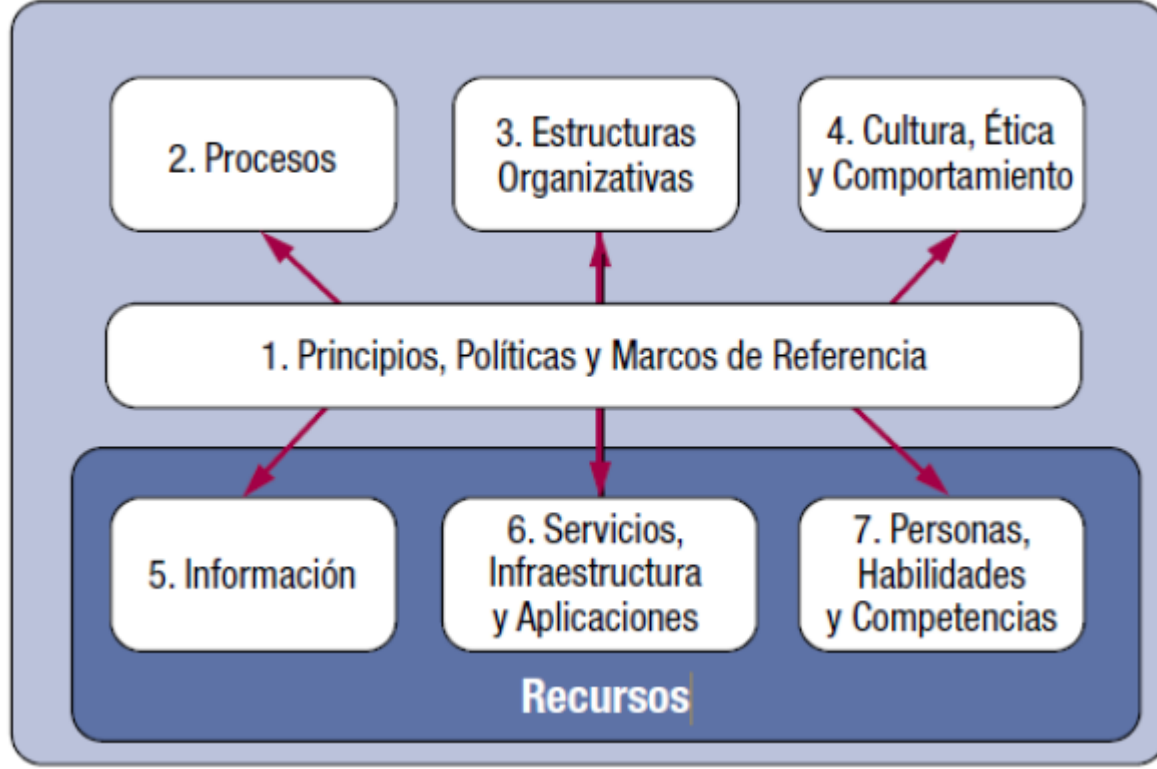 2. Procesos
3. Estructuras
Organizativas
4. Cultura, Ética
y Comportamiento
1. Principios, Políticas y Marcos de Referencia
5. Información
6. Servicios,
Infraestructura
y Aplicaciones
7. Personas,
Habilidades
y Competencias
Recursos